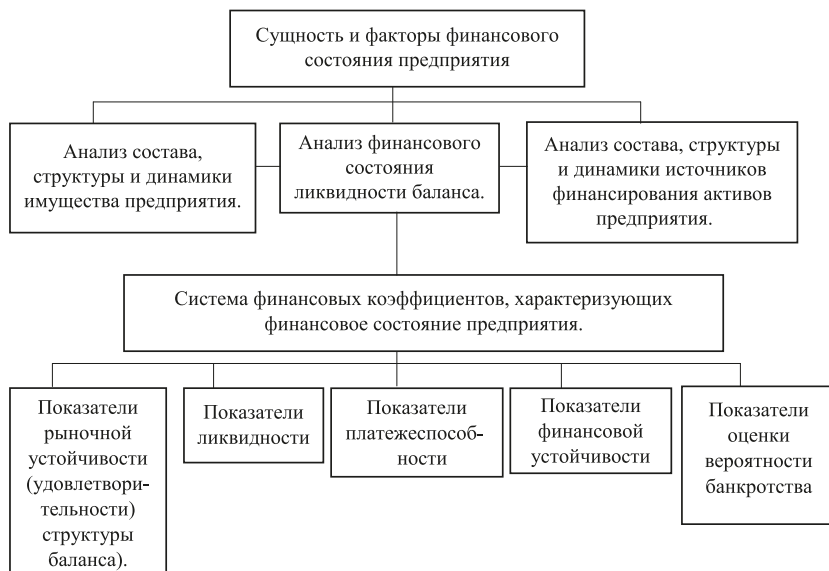 Сущность и факторы финансового
состояния предприятия
Анализ состава,
структуры и динамики
имущества предприятия.
Анализ финансового
состояния
ликвидности баланса.
Анализ состава, структуры
и динамики источников
финансирования активов
предприятия.
Система финансовых коэффициентов, характеризующих
финансовое состояние предприятия.
Показатели
рыночной
устойчивости
(удовлетвори-
тельности)
структуры
баланса).
Показатели
ликвидности
Показатели
платежеспособ-
ности
Показатели
финансовой
устойчивости
Показатели
оценки
вероятности
банкротства